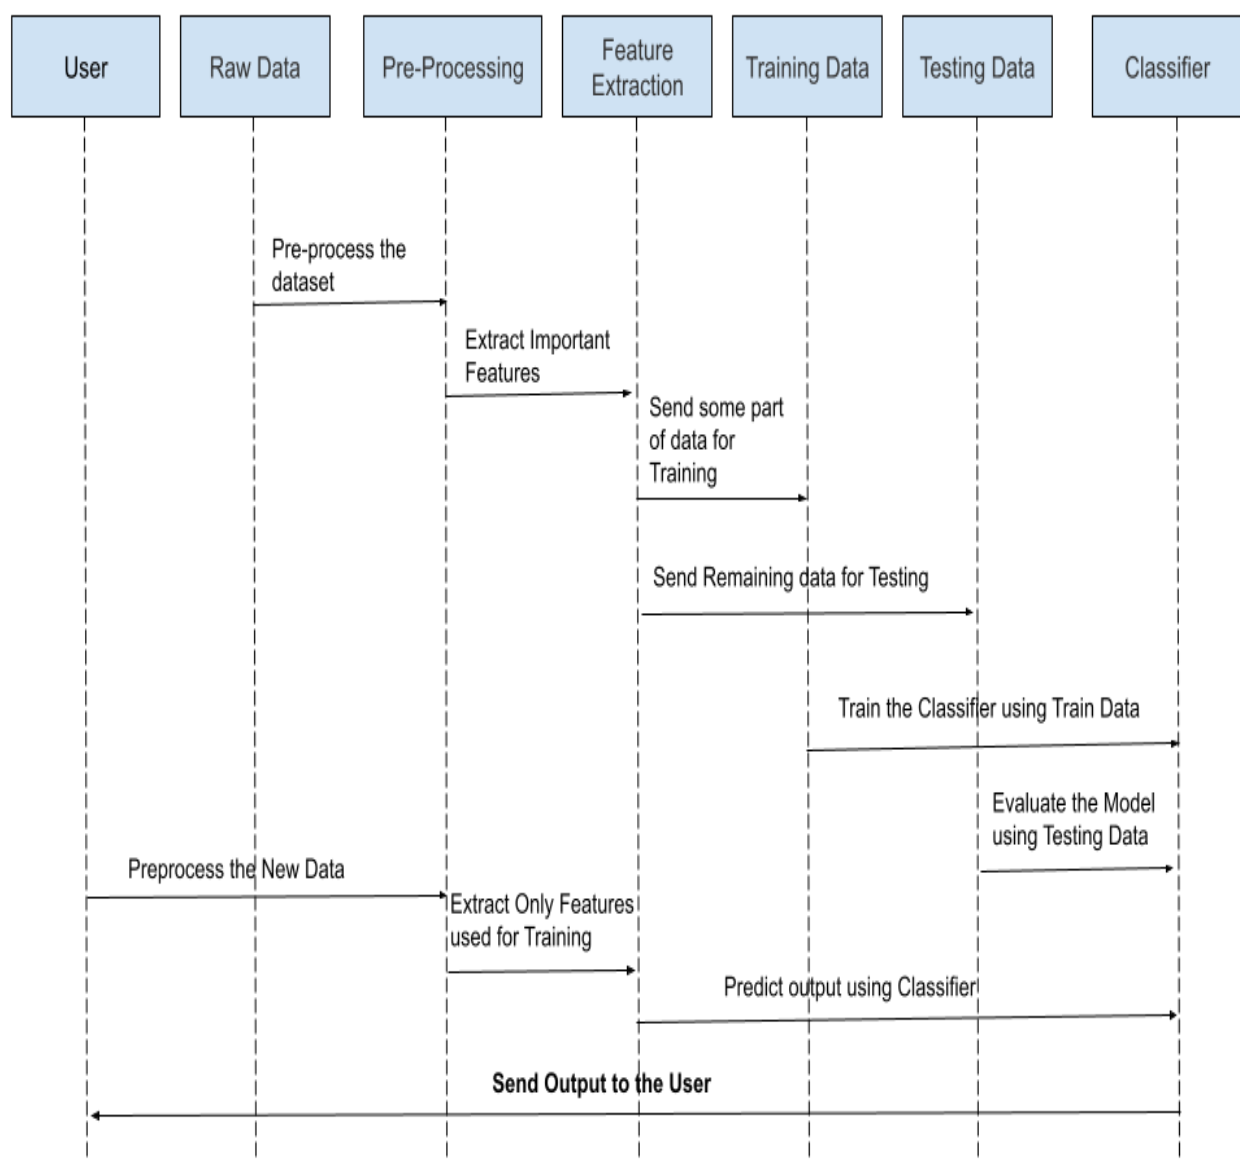 User
Raw Data
Pre-Processing
Feature
Extraction
Training Data
Testing Data
Classifier
Pre-process the
dataset
Extract Important
Features
Send some part
of data for
Training
Send Remaining data for Testing
Train the Classifier using Train Data
Evaluate the Model
using Testing Data
Preprocess the New Data
Extract Only Features
used for Training
Predict output using Classifier
Send Output to the User